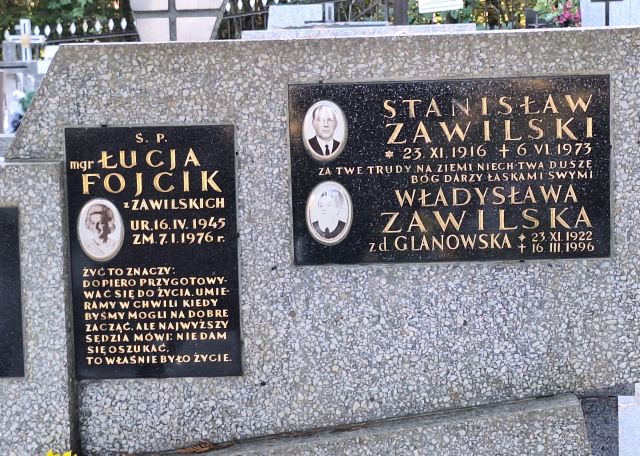 Ś. P.
mgr ŁUCJA
FOJCIK
z ZAWILSKICH
UR. 16. IV. 1945
ZM. 7. I. 1976 r.
ŻYĆ TO ZNACZY:
DOPIERO PRZYGOTOWY-
WAĆ SIĘ DO ŻYCIA. UMIE-
RAMY W CHWILI KIEDY
BYŚMY MOGLI NA DOBRE
ZACZĄĆ. ALE NAJWYŻSZY
SĘDZIA MÓWI: NIE DAM
SIĘ OSZUKAĆ.
TO WŁAŚNIE BYŁO ŻYCIE.
STANISŁAW
ZAWILSKI
* 23. XI. 1916 + 6. VI. 1973
ZA TWE TRUDY NA ZIEMI NIECH TWĄ DUSZĘ
BÓG DARZY ŁASKAMI SWYMI
WŁADYSŁAWA
ZAWILSKA
z d. GLANOWSKA * 23. XI. 1922
+ 16. III. 1996